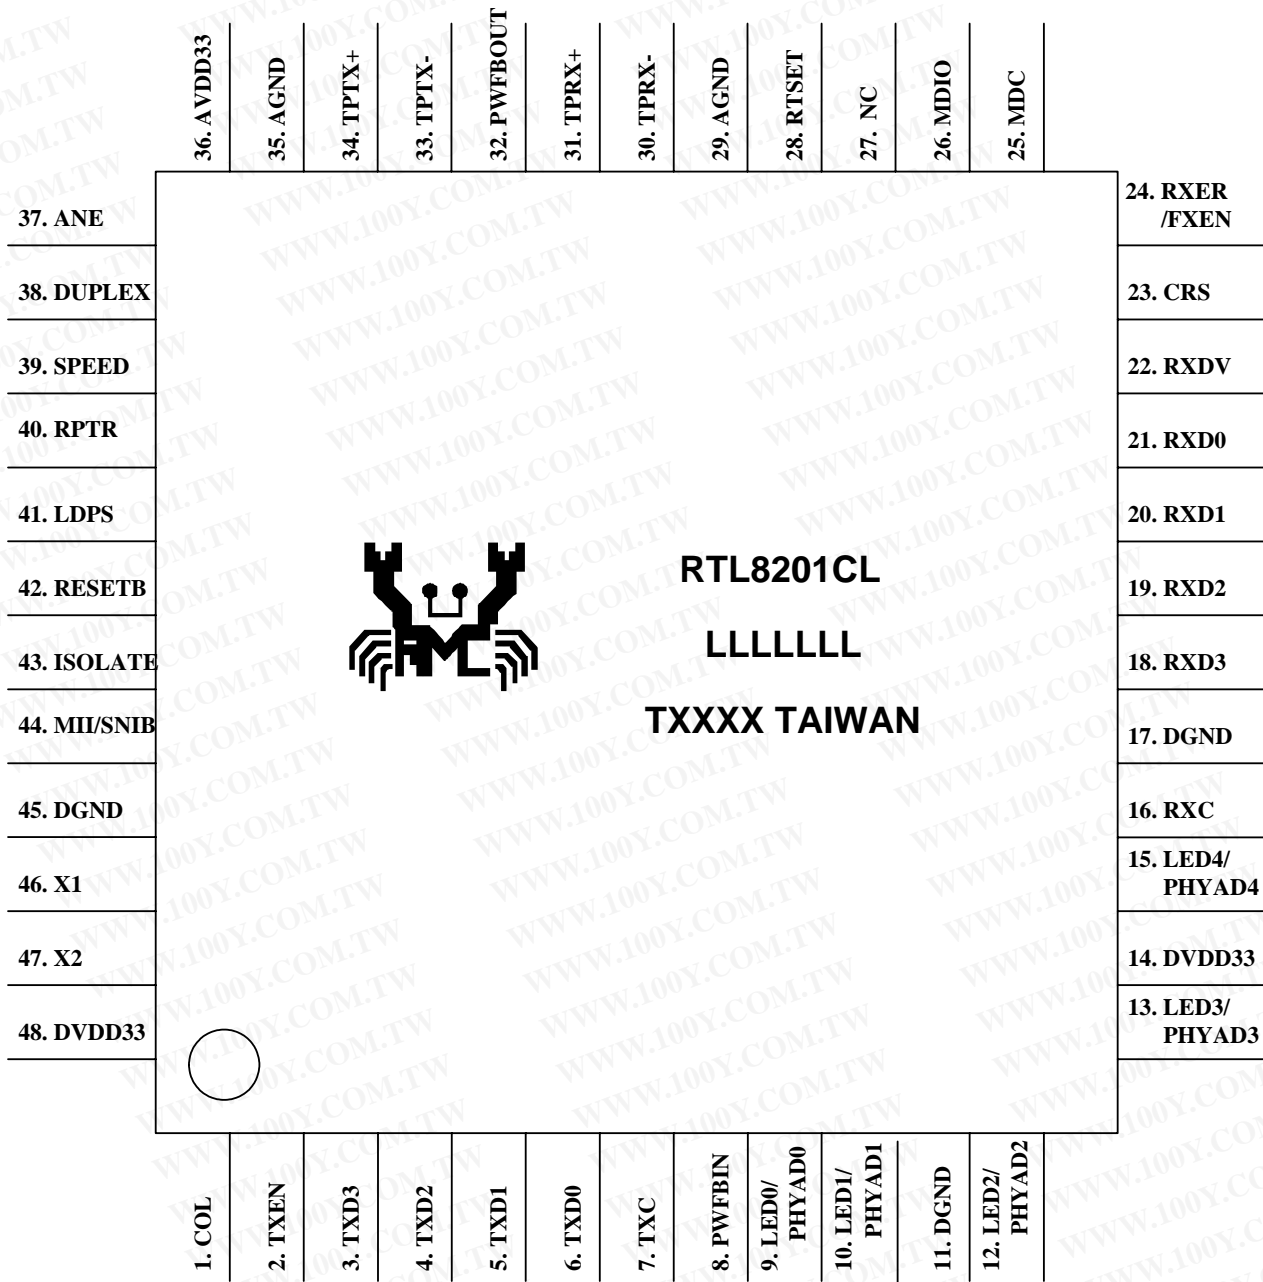 36. AVDD33
35. AGND
34. TPTX+
33. TPTX-
32. PWFBOUT
31. TPRX+
30. TPRX-
29. AGND
28. RTSET
27. NC
26. MDIO
25. MDC
37. ANE
38. DUPLEX
39. SPEED
40. RPTR
41. LDPS
42. RESETB
43. ISOLATE
44. MII/SNIB
45. DGND
46. X1
47. X2
48. DVDD33
RTL8201CL
LLLLLLL
TXXXX TAIWAN
24. RXER
/FXEN
23. CRS
22. RXDV
21. RXD0
20. RXD1
19. RXD2
18. RXD3
17. DGND
16. RXC
15. LED4/
PHYAD4
14. DVDD33
13. LED3/
PHYAD3
1. COL
2. TXEN
3. TXD3
4. TXD2
5. TXD1
6. TXD0
7. TXC
8. PWFBIN
9. LED0/
PHYAD0
10. LED1/
PHYAD1
11. DGND
12. LED2/
PHYAD2
WWW.100Y.COM.TW